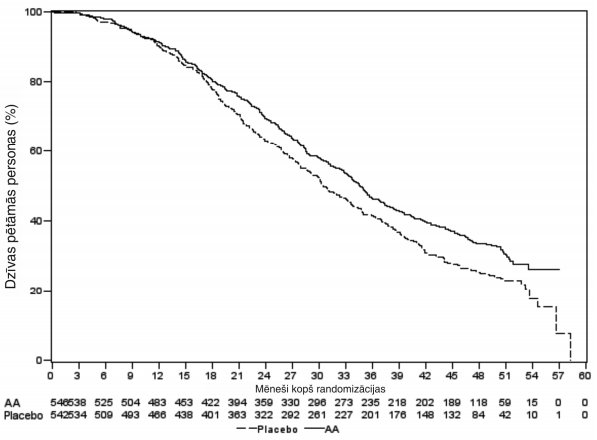 Dzīvas pētāmās personas (%)
100
80
60
40
20
0
0 3 6 9 12 15 18 21 24 27 30 33 36 39 42 45 48 51 54 57 60
Mēneši kopš randomizācijas
AA 546 538 525 504 483 453 422 394 359 330 296 273 235 218 202 189 118 59 15 0 0
Placebo 542 534 509 493 466 438 401 363 322 292 261 227 201 176 148 132 84 42 10 1 0
Placebo AA